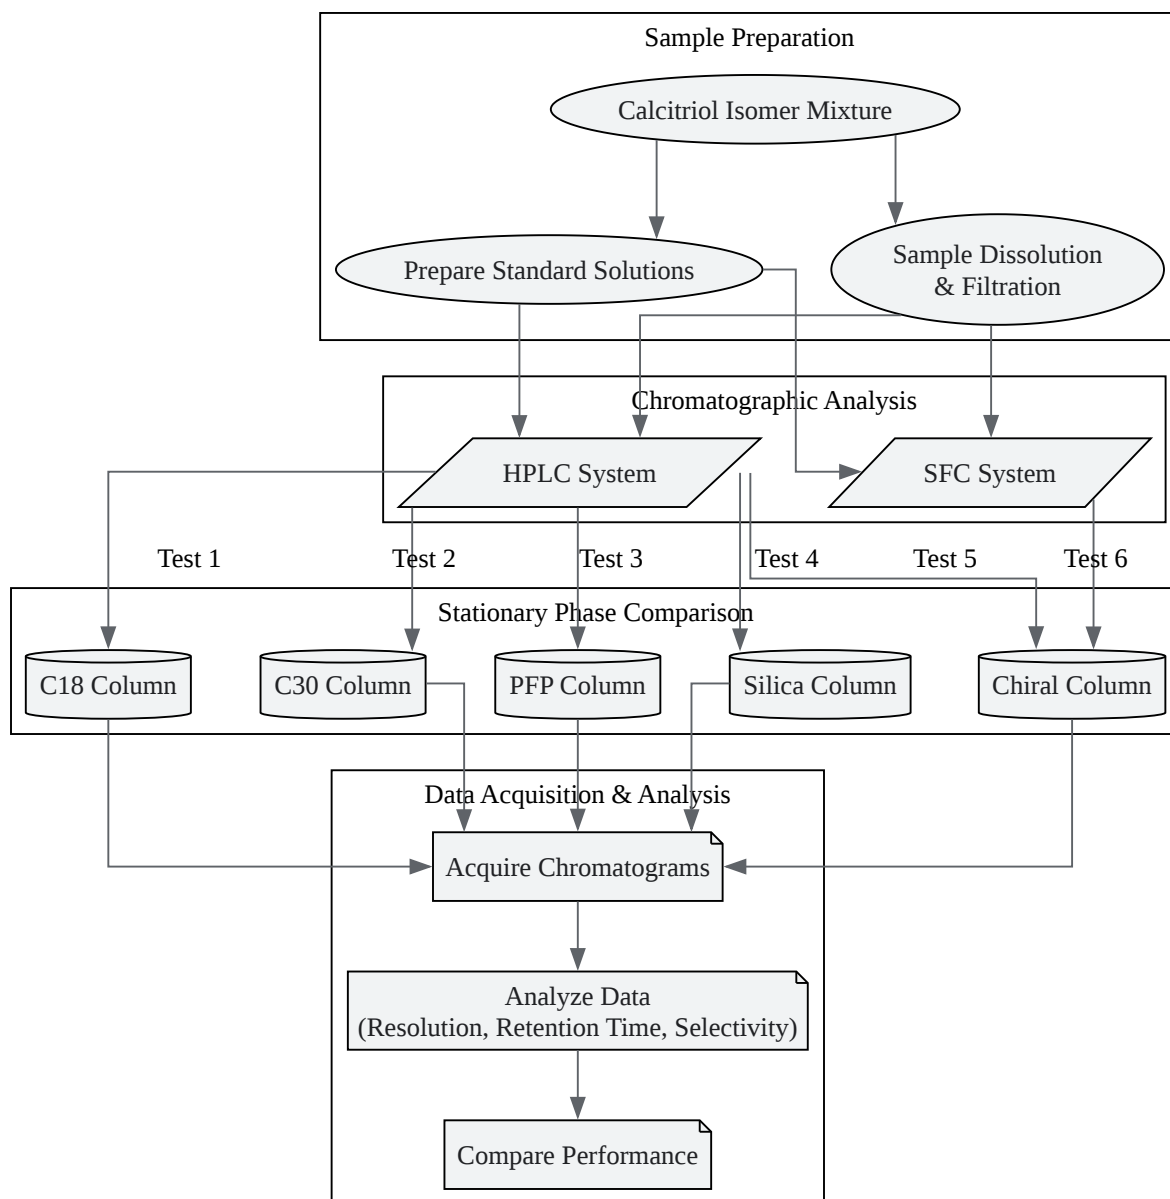 Sample Preparation
Calcitriol Isomer Mixture
Prepare Standard Solutions
Sample Dissolution
& Filtration
Chromatographic Analysis
HPLC System
SFC System
Test 1
Test 2
Test 3
Test 4
Test 5
Test 6
Stationary Phase Comparison
C18 Column
C30 Column
PFP Column
Silica Column
Chiral Column
Data Acquisition & Analysis
Acquire Chromatograms
Analyze Data
(Resolution, Retention Time, Selectivity)
Compare Performance